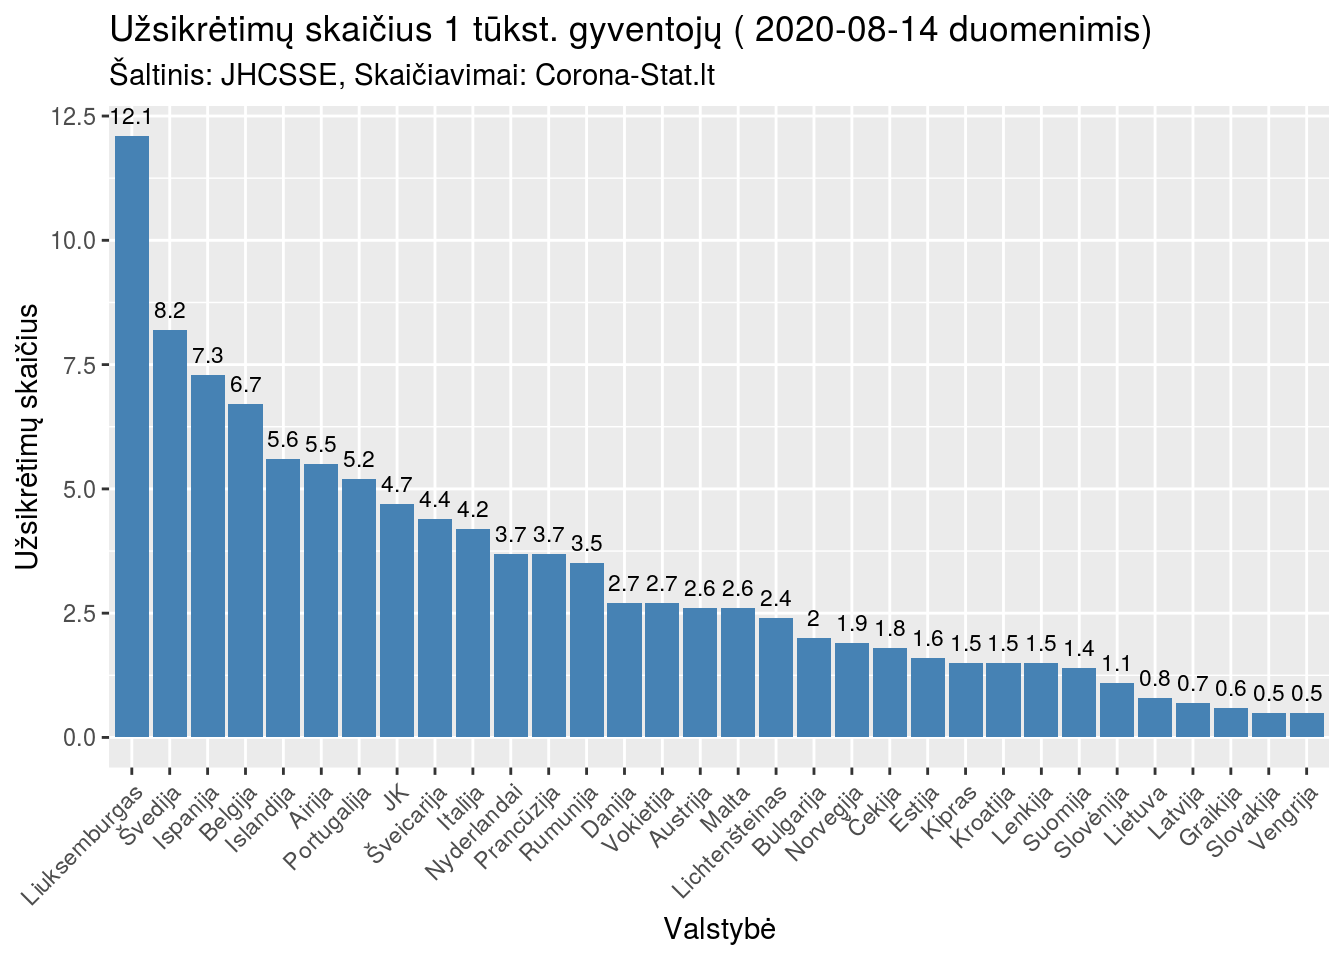 Užsikrėtimų skaičius 1 tūkst. gyventojų ( 2020-08-14 duomenimis)
Šaltinis: JHCSSE, Skaičiavimai: Corona-Stat.lt
Užsikrėtimų skaičius
12.5
10.0
7.5
5.0
2.5
0.0
12.1
8.2
7.3
6.7
5.6
5.5
5.2
4.7
4.4
4.2
3.7
3.7
3.5
2.7
2.7
2.6
2.6
2.4
2
1.9
1.8
1.6
1.5
1.5
1.5
1.4
1.1
0.8
0.7
0.6
0.5
0.5
Liuksemburgas
Švedija
Ispanija
Belgija
Islandija
Airija
Portugalija
JK
Šveicarija
Italija
Nyderlandai
Prancūzija
Rumunija
Danija
Vokietija
Austrija
Malta
Lichtenšteinas
Bulgarija
Norvegija
Čekija
Estija
Kipras
Kroatija
Lenkija
Suomija
Slovėnija
Lietuva
Latvija
Graikija
Slovakija
Vengrija
Valstybė